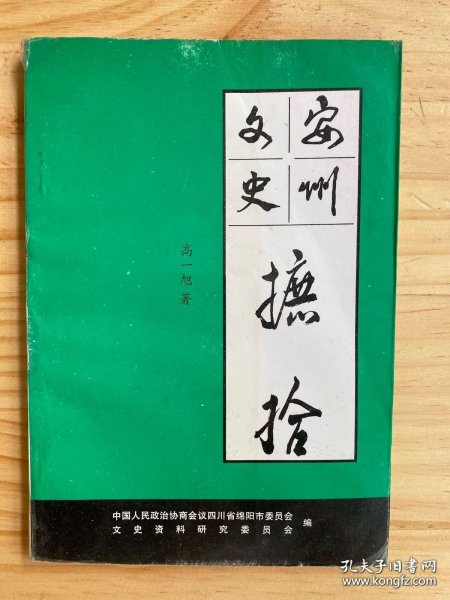 安州
文史
摭拾
高一旭著
中国人民政治协商会议四川省绵阳市委员会
文史资料研究委员会
编
孔夫子旧书网
www.kongfz.com